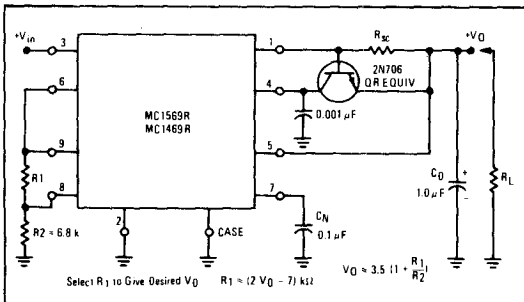 +Vin
3
6
9
R1
8
R2 = 6.8 k
MC1569R
MC1469R
2
CASE
1
4
5
7
Rsc
2N706
OR EQUIV
0.001 μF
CN
0.1 μF
+VO
CO
1.0 μF
+
−
RL
Select R1 to Give Desired VO R1 ≈ (2 VO - 7) kΩ
VO ≈ 3.5 (1 + R1/R2)